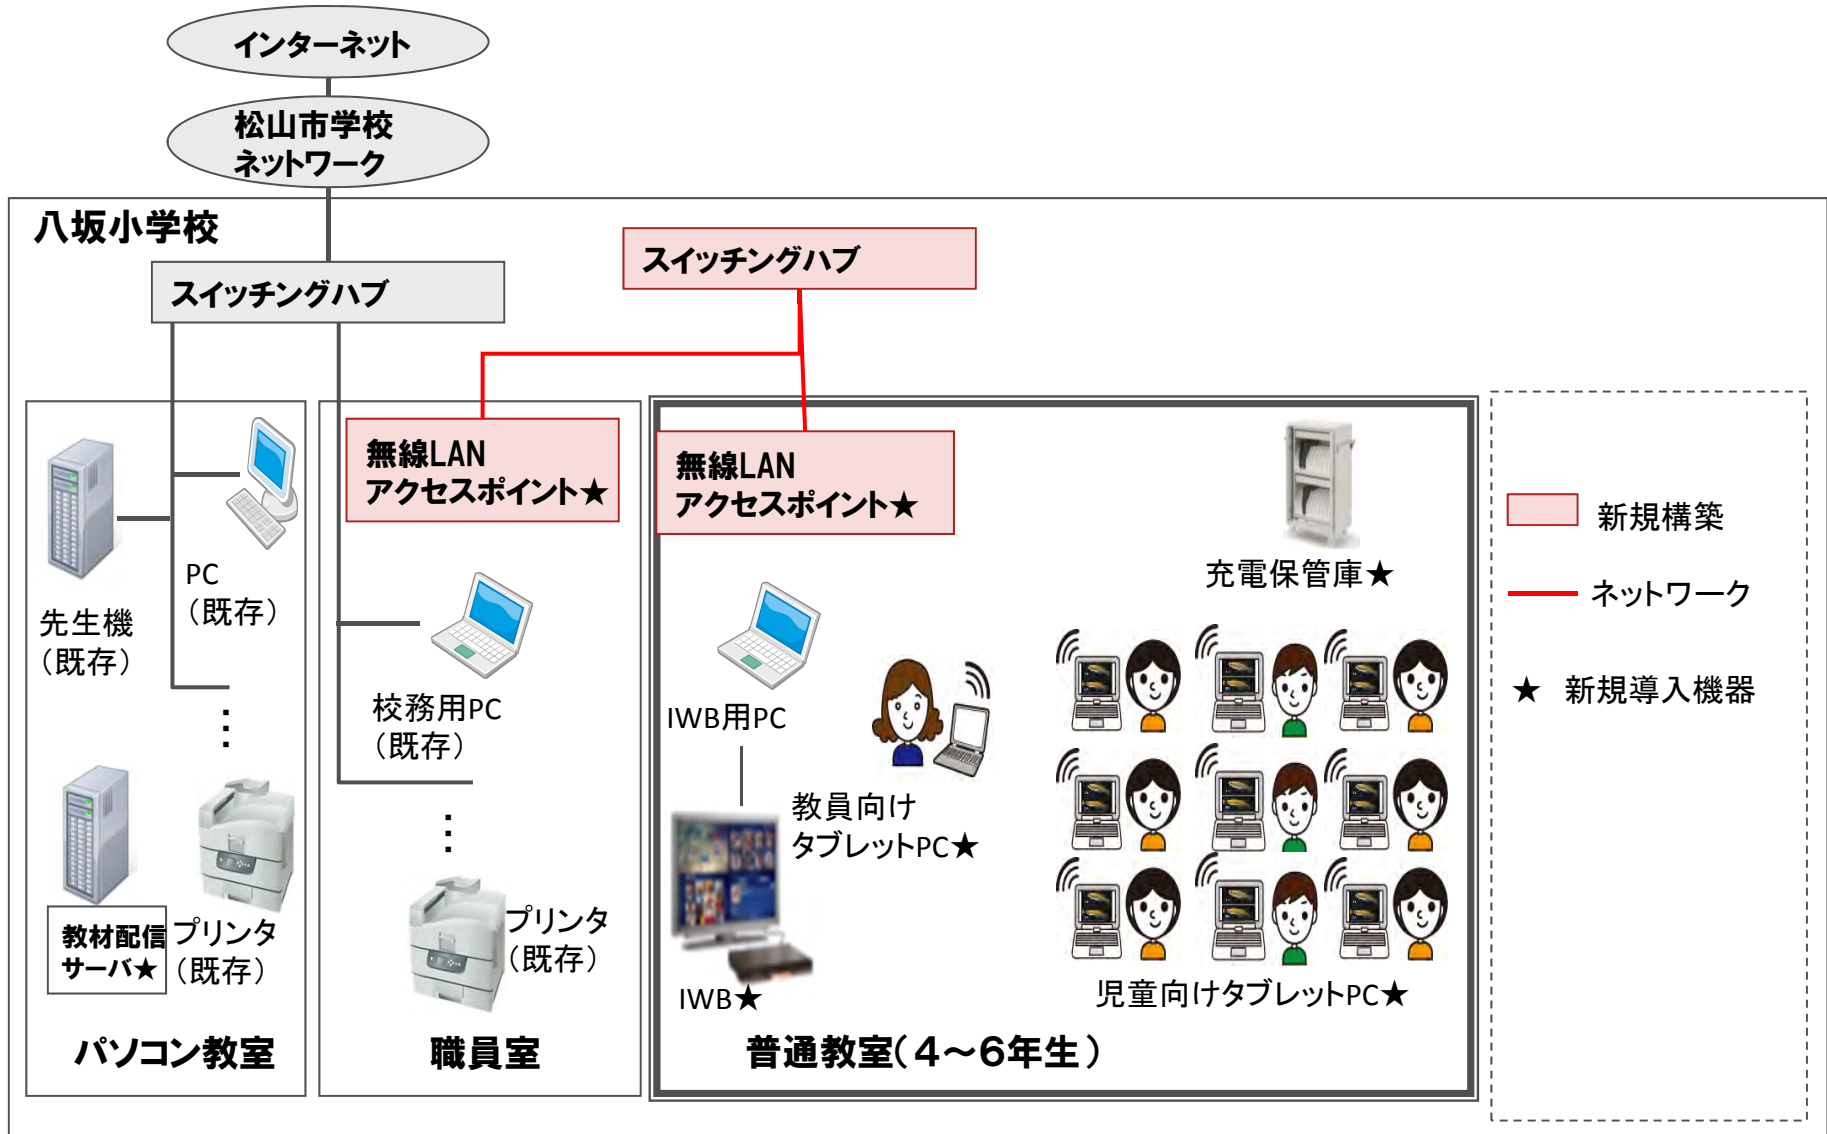 インターネット
松山市学校
ネットワーク
八坂小学校
スイッチングハブ
スイッチングハブ
無線LAN
アクセスポイント★
無線LAN
アクセスポイント★
PC
（既存）
先生機
（既存）
教材配信
サーバ★
プリンタ
（既存）
パソコン教室
校務用PC
（既存）
プリンタ
（既存）
職員室
充電保管庫★
IWB用PC
教員向け
タブレットPC★
IWB★
児童向けタブレットPC★
普通教室（４～６年生）
新規構築
ネットワーク
★ 新規導入機器